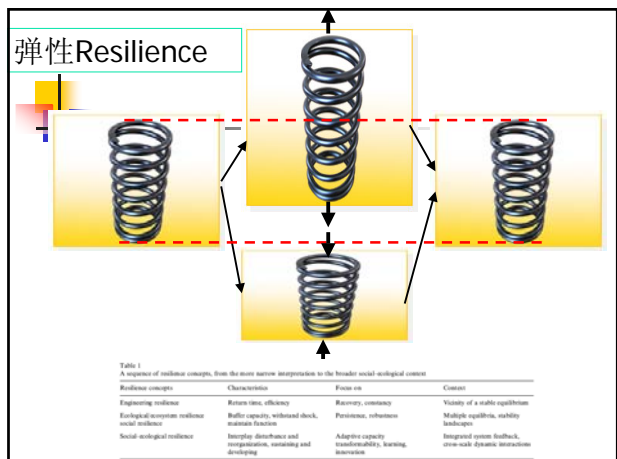 弹性Resilience
Table 1
A sequence of resilience concepts, from the more narrow interpretation to the broader social-ecological context
Resilience concepts Characteristics Focus on Context
Engineering resilience Return time, efficiency Recovery, constancy Vicinity of a stable equilibrium
Ecological/ecosystem resilience Buffer capacity, withstand shock, Persistence, robustness Multiple equilibria, stability
social resilience maintain function landscapes
Social-ecological resilience Interplay disturbance and Adaptive capacity Integrated system feedback,
reorganization, sustaining and transformability, learning, cross-scale dynamic interactions
developing innovation